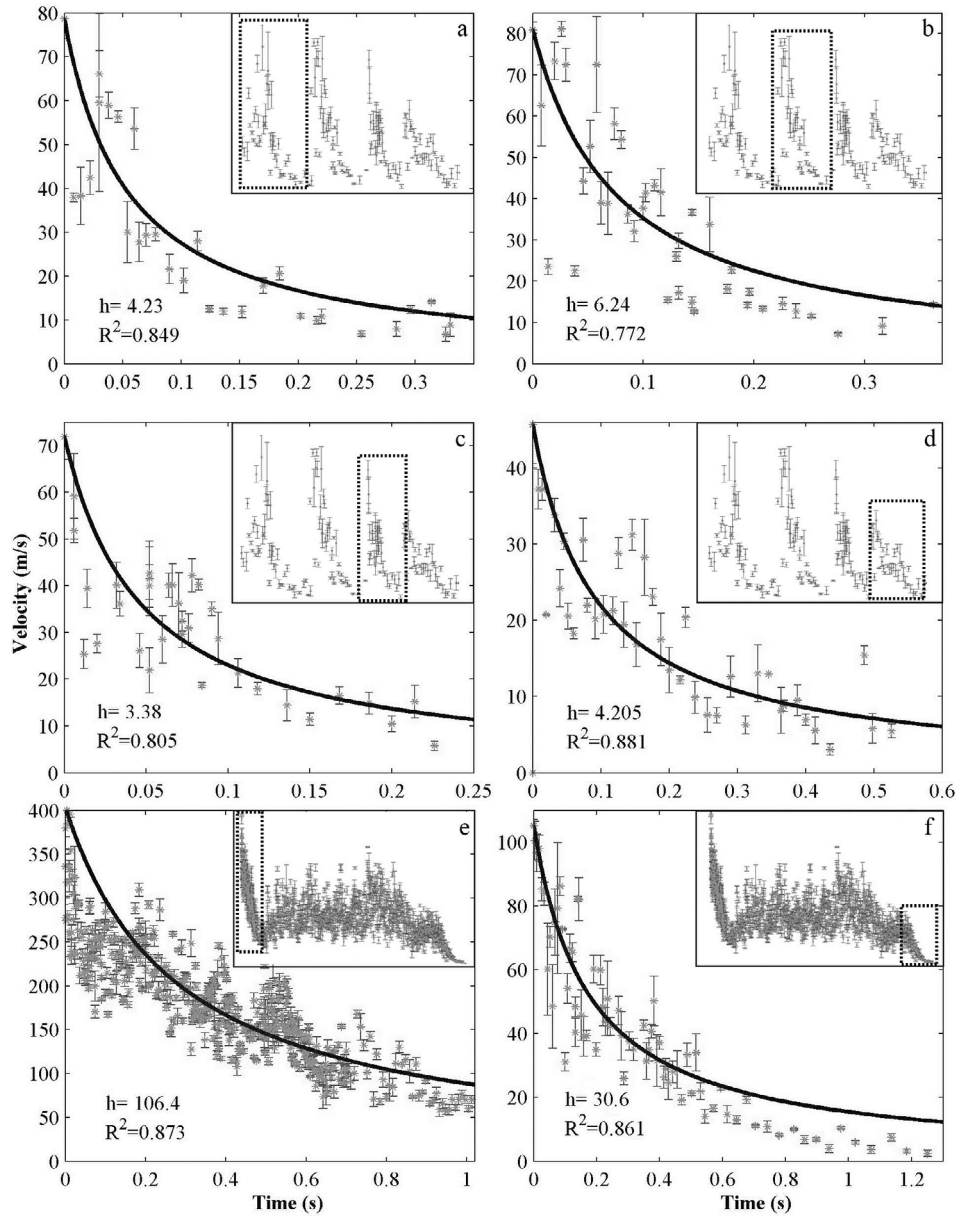 a
80
70
60
50
40
30
20
10
0
h= 4.23
R²=0.849
0 0.05 0.1 0.15 0.2 0.25 0.3
b
80
70
60
50
40
30
20
10
0
h= 6.24
R²=0.772
0 0.1 0.2 0.3
c
70
60
50
40
30
20
10
0
h= 3.38
R²=0.805
0 0.05 0.1 0.15 0.2 0.25
d
40
30
20
10
0
h= 4.205
R²=0.881
0 0.1 0.2 0.3 0.4 0.5 0.6
Velocity (m/s)
e
400
350
300
250
200
150
100
50
0
h= 106.4
R²=0.873
0 0.2 0.4 0.6 0.8 1
Time (s)
f
100
80
60
40
20
0
h= 30.6
R²=0.861
0 0.2 0.4 0.6 0.8 1 1.2
Time (s)